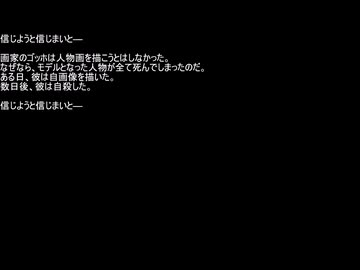 信じようと信じまいと―
画家のゴッホは人物画を描こうとはしなかった。
なぜなら、モデルとなった人物が全て死んでしまったのだ。
ある日、彼は自画像を描いた。
数日後、彼は自殺した。
信じようと信じまいと―